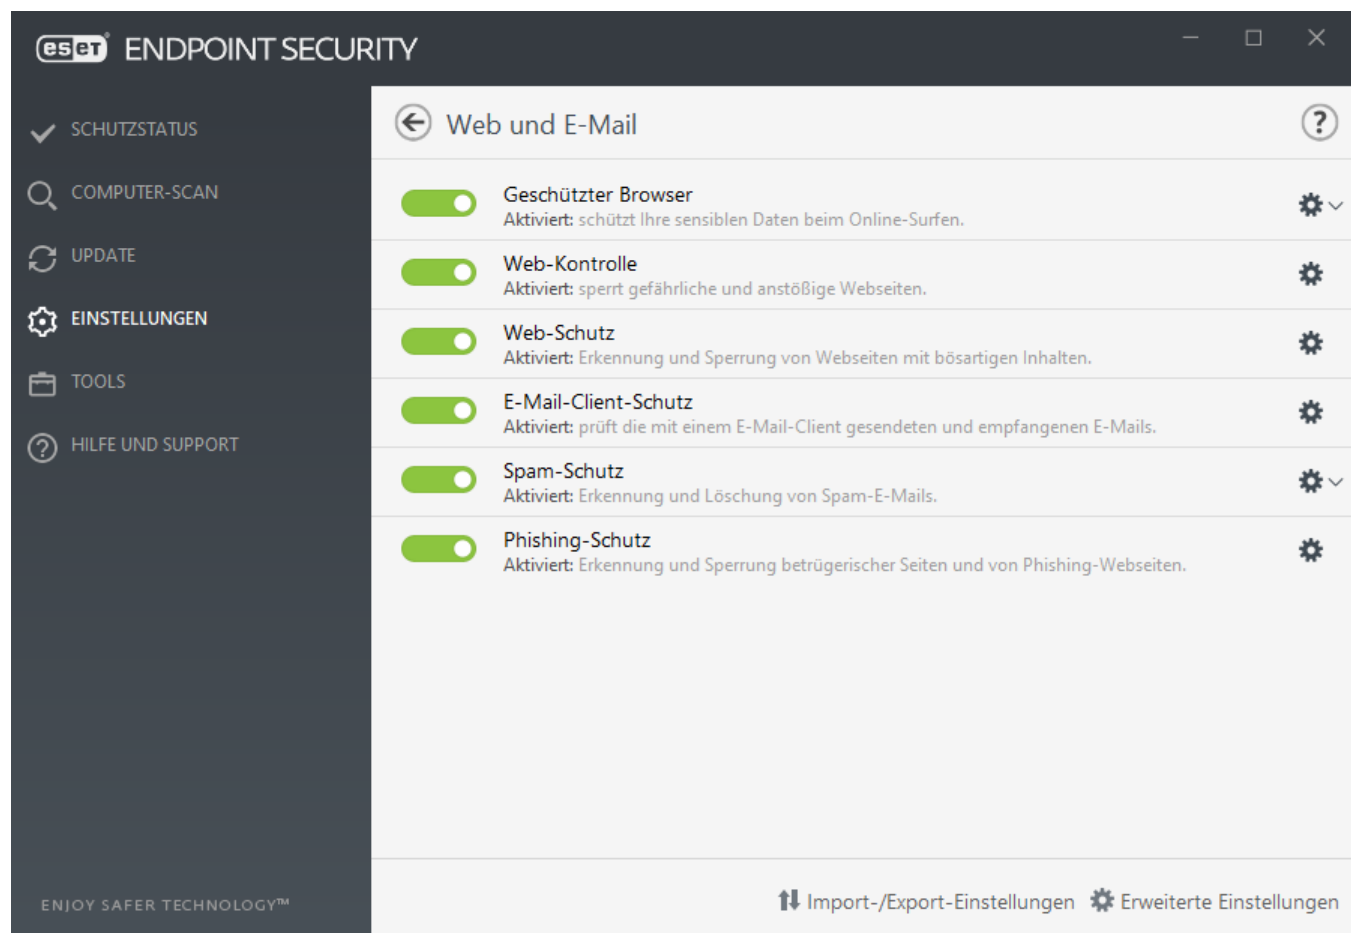 eset ENDPOINT SECURITY
SCHUTZSTATUS
COMPUTER-SCAN
UPDATE
EINSTELLUNGEN
TOOLS
HILFE UND SUPPORT
ENJOY SAFER TECHNOLOGY™
Web und E-Mail
Geschützter Browser
Aktiviert: schützt Ihre sensiblen Daten beim Online-Surfen.
Web-Kontrolle
Aktiviert: sperrt gefährliche und anstößige Webseiten.
Web-Schutz
Aktiviert: Erkennung und Sperrung von Webseiten mit bösartigen Inhalten.
E-Mail-Client-Schutz
Aktiviert: prüft die mit einem E-Mail-Client gesendeten und empfangenen E-Mails.
Spam-Schutz
Aktiviert: Erkennung und Löschung von Spam-E-Mails.
Phishing-Schutz
Aktiviert: Erkennung und Sperrung betrügerischer Seiten und von Phishing-Webseiten.
Import-/Export-Einstellungen Erweiterte Einstellungen